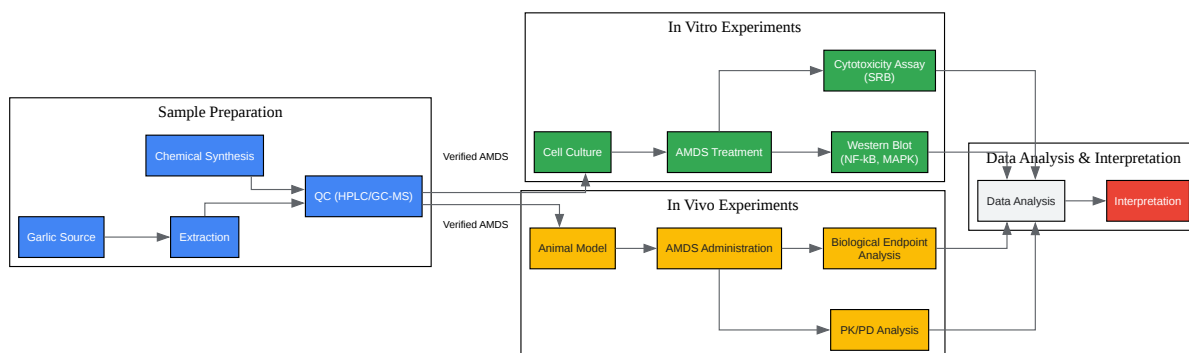 Sample Preparation
Chemical Synthesis
QC (HPLC/GC-MS)
Garlic Source
Extraction
Verified AMDS
Verified AMDS
In Vitro Experiments
Cytotoxicity Assay
(SRB)
Cell Culture
AMDS Treatment
Western Blot
(NF-kB, MAPK)
In Vivo Experiments
Animal Model
AMDS Administration
Biological Endpoint
Analysis
PK/PD Analysis
Data Analysis & Interpretation
Data Analysis
Interpretation